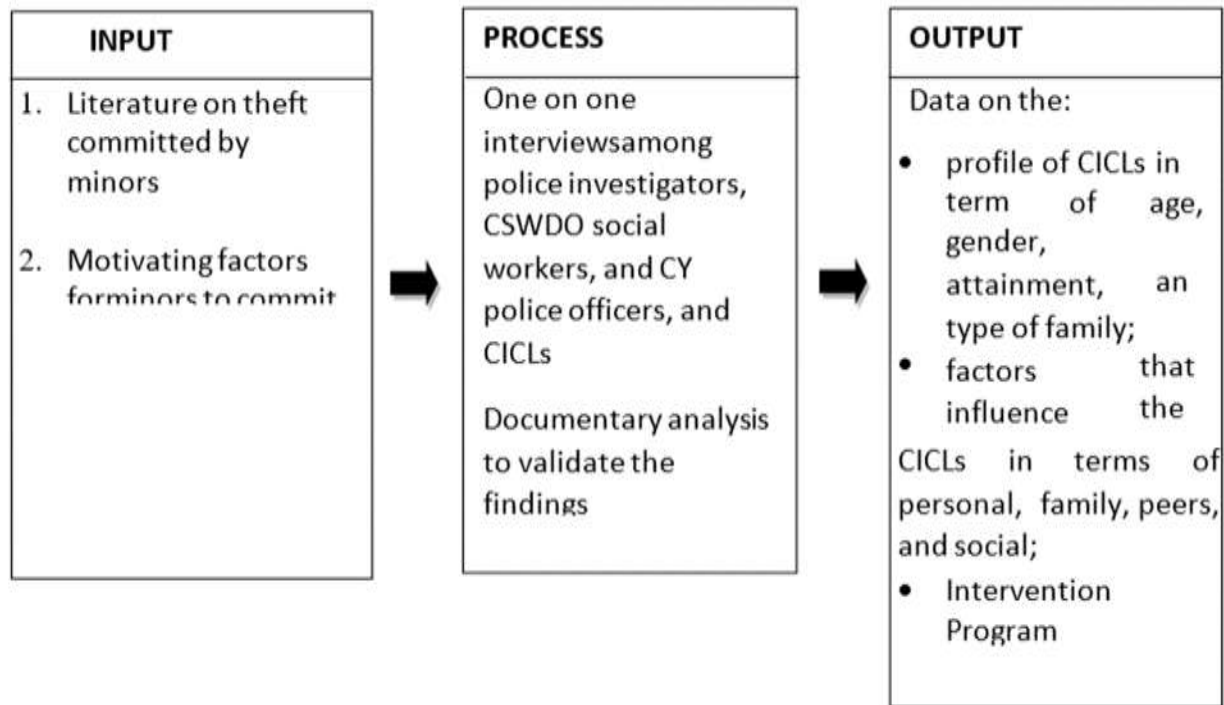 INPUT
1. Literature on theft
committed by
minors
2. Motivating factors
forminors to commit
PROCESS
One on one
interviewsamong
police investigators,
CSWDO social
workers, and CY
police officers, and
CICLs
Documentary analysis
to validate the
findings
OUTPUT
Data on the:
• profile of CICLs in
term of age,
gender,
attainment, an
type of family;
• factors that
influence the
CICLs in terms of
personal, family, peers,
and social;
• Intervention
Program